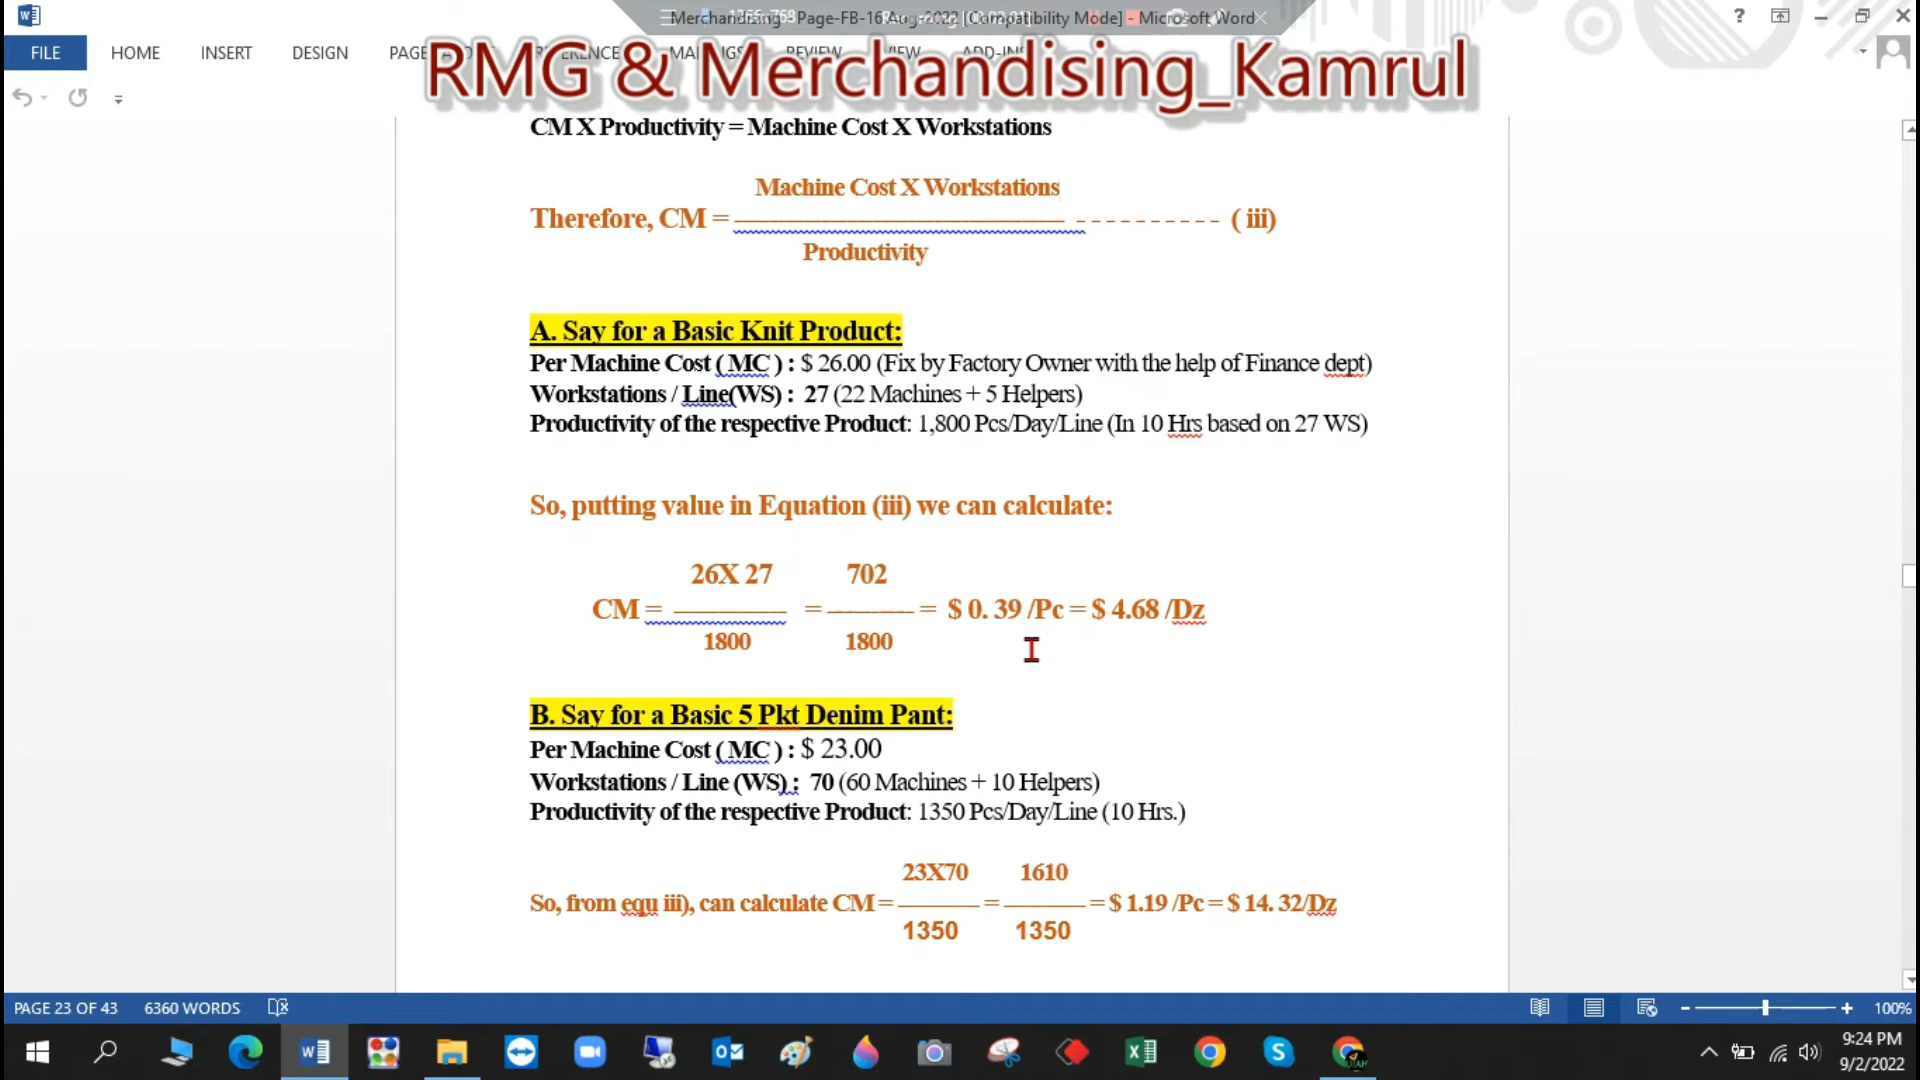 Merchandising - Page-FB-16 Aug-2022 [Compatibility Mode] - Microsoft Word
FILE HOME INSERT DESIGN VIEW
RMG & Merchandising_Kamrul
CM X Productivity = Machine Cost X Workstations
Machine Cost X Workstations
Therefore, CM = ---------- ( iii)
Productivity
A. Say for a Basic Knit Product:
Per Machine Cost ( MC ) : $ 26.00 (Fix by Factory Owner with the help of Finance dept)
Workstations / Line(WS) : 27 (22 Machines + 5 Helpers)
Productivity of the respective Product: 1,800 Pcs/Day/Line (In 10 Hrs based on 27 WS)
So, putting value in Equation (iii) we can calculate:
26X 27 702
CM = = = $ 0. 39 /Pc = $ 4.68 /Dz
1800 1800
B. Say for a Basic 5 Pkt Denim Pant:
Per Machine Cost ( MC ) : $ 23.00
Workstations / Line (WS) : 70 (60 Machines + 10 Helpers)
Productivity of the respective Product: 1350 Pcs/Day/Line (10 Hrs.)
23X70 1610
So, from equ iii), can calculate CM = = = $ 1.19 /Pc = $ 14. 32/Dz
1350 1350
PAGE 23 OF 43 6360 WORDS 100%
9:24 PM
9/2/2022